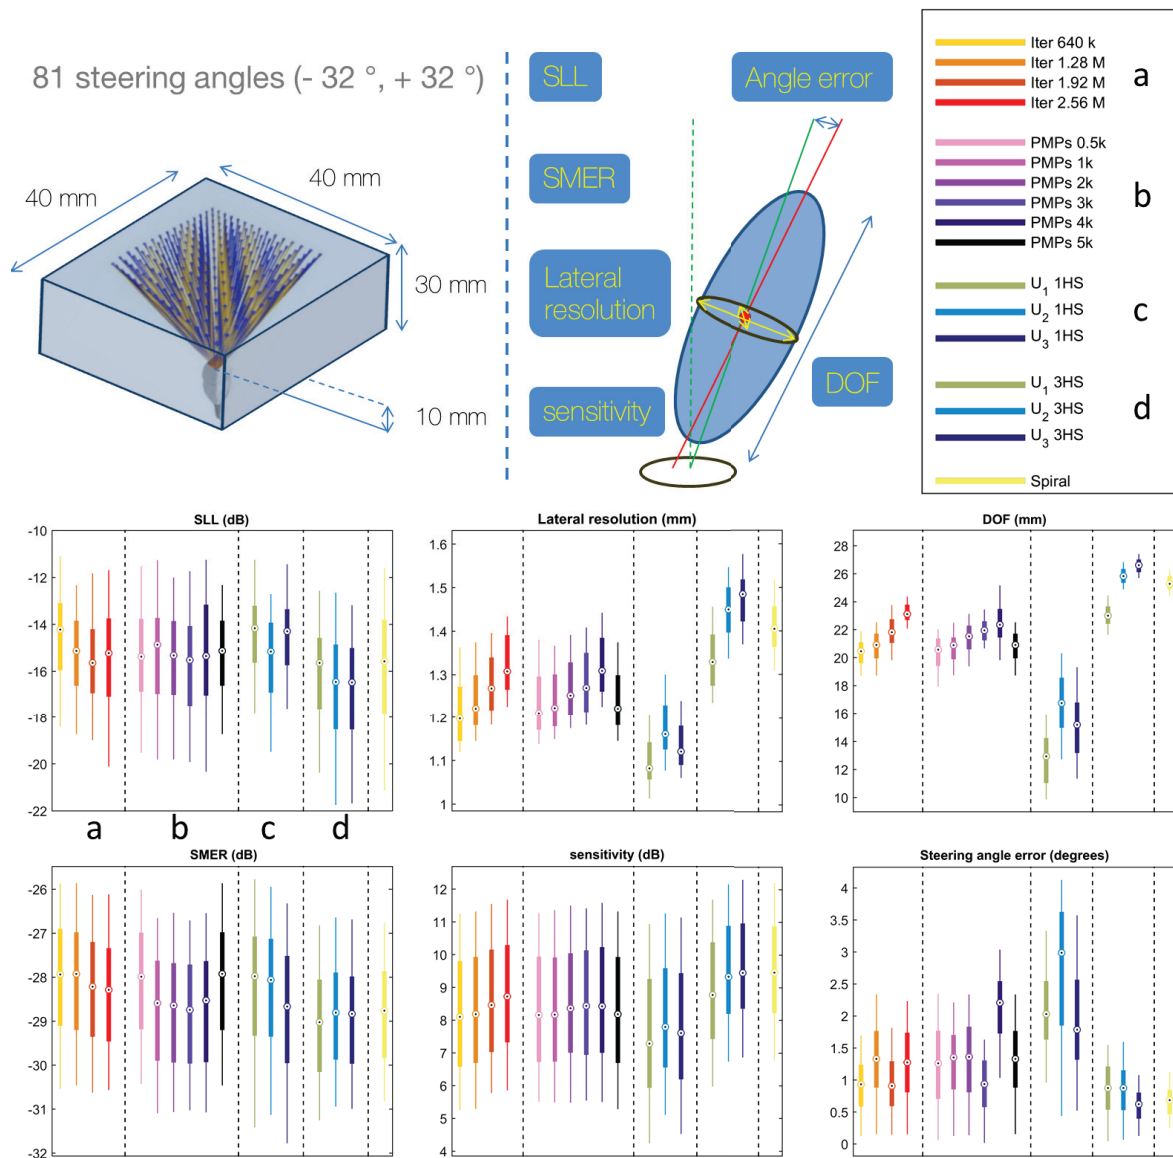 81 steering angles (- 32 °, + 32 °)
40 mm
40 mm
30 mm
10 mm
SLL
Angle error
SMER
Lateral
resolution
DOF
sensitivity
Iter 640 k
Iter 1.28 M
Iter 1.92 M
Iter 2.56 M
a
PMPs 0.5k
PMPs 1k
PMPs 2k
PMPs 3k
PMPs 4k
PMPs 5k
b
U1 1HS
U2 1HS
U3 1HS
c
U1 3HS
U2 3HS
U3 3HS
d
Spiral
SLL (dB)
-10
-12
-14
-16
-18
-20
-22
a b c d
Lateral resolution (mm)
1.6
1.5
1.4
1.3
1.2
1.1
1
DOF (mm)
28
26
24
22
20
18
16
14
12
10
SMER (dB)
-26
-27
-28
-29
-30
-31
-32
sensitivity (dB)
12
11
10
9
8
7
6
5
4
Steering angle error (degrees)
4
3.5
3
2.5
2
1.5
1
0.5
0